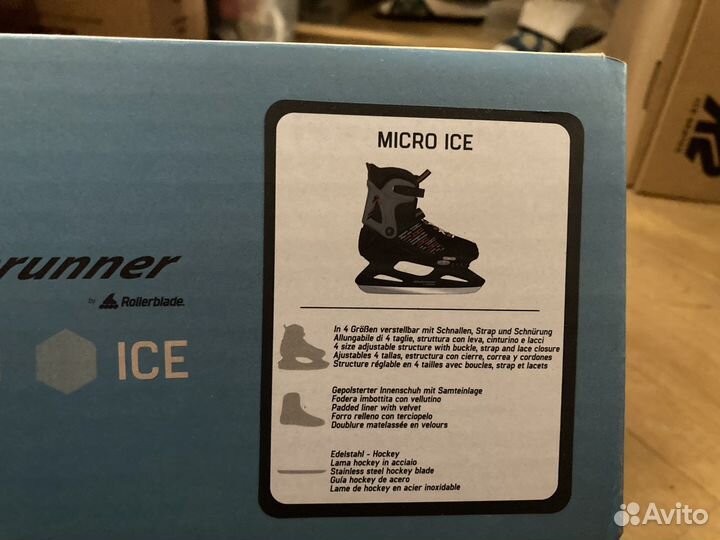 MICRO ICE
runner
by Rollerblade.
ICE
In 4 Größen verstellbar mit Schnallen, Strap und Schnürung
Allungabile di 4 taglie, struttura con leva, cinturino e lacci
4 size adjustable structure with buckle, strap and lace closure
Ajustables 4 tallas, estructura con cierre, correa y cordones
Structure réglable en 4 tailles avec boucles, strap et lacets
Gepolsterter Innenschuh mit Samteinlage
Fodera imbottita con vellutino
Padded liner with velvet
Forro relleno con terciopelo
Doublure matelassée en velours
Edelstahl - Hockey
Lama hockey in acciaio
Stainless steel hockey blade
Guía hockey de acero
Lame de hockey en acier inoxidable
Avito